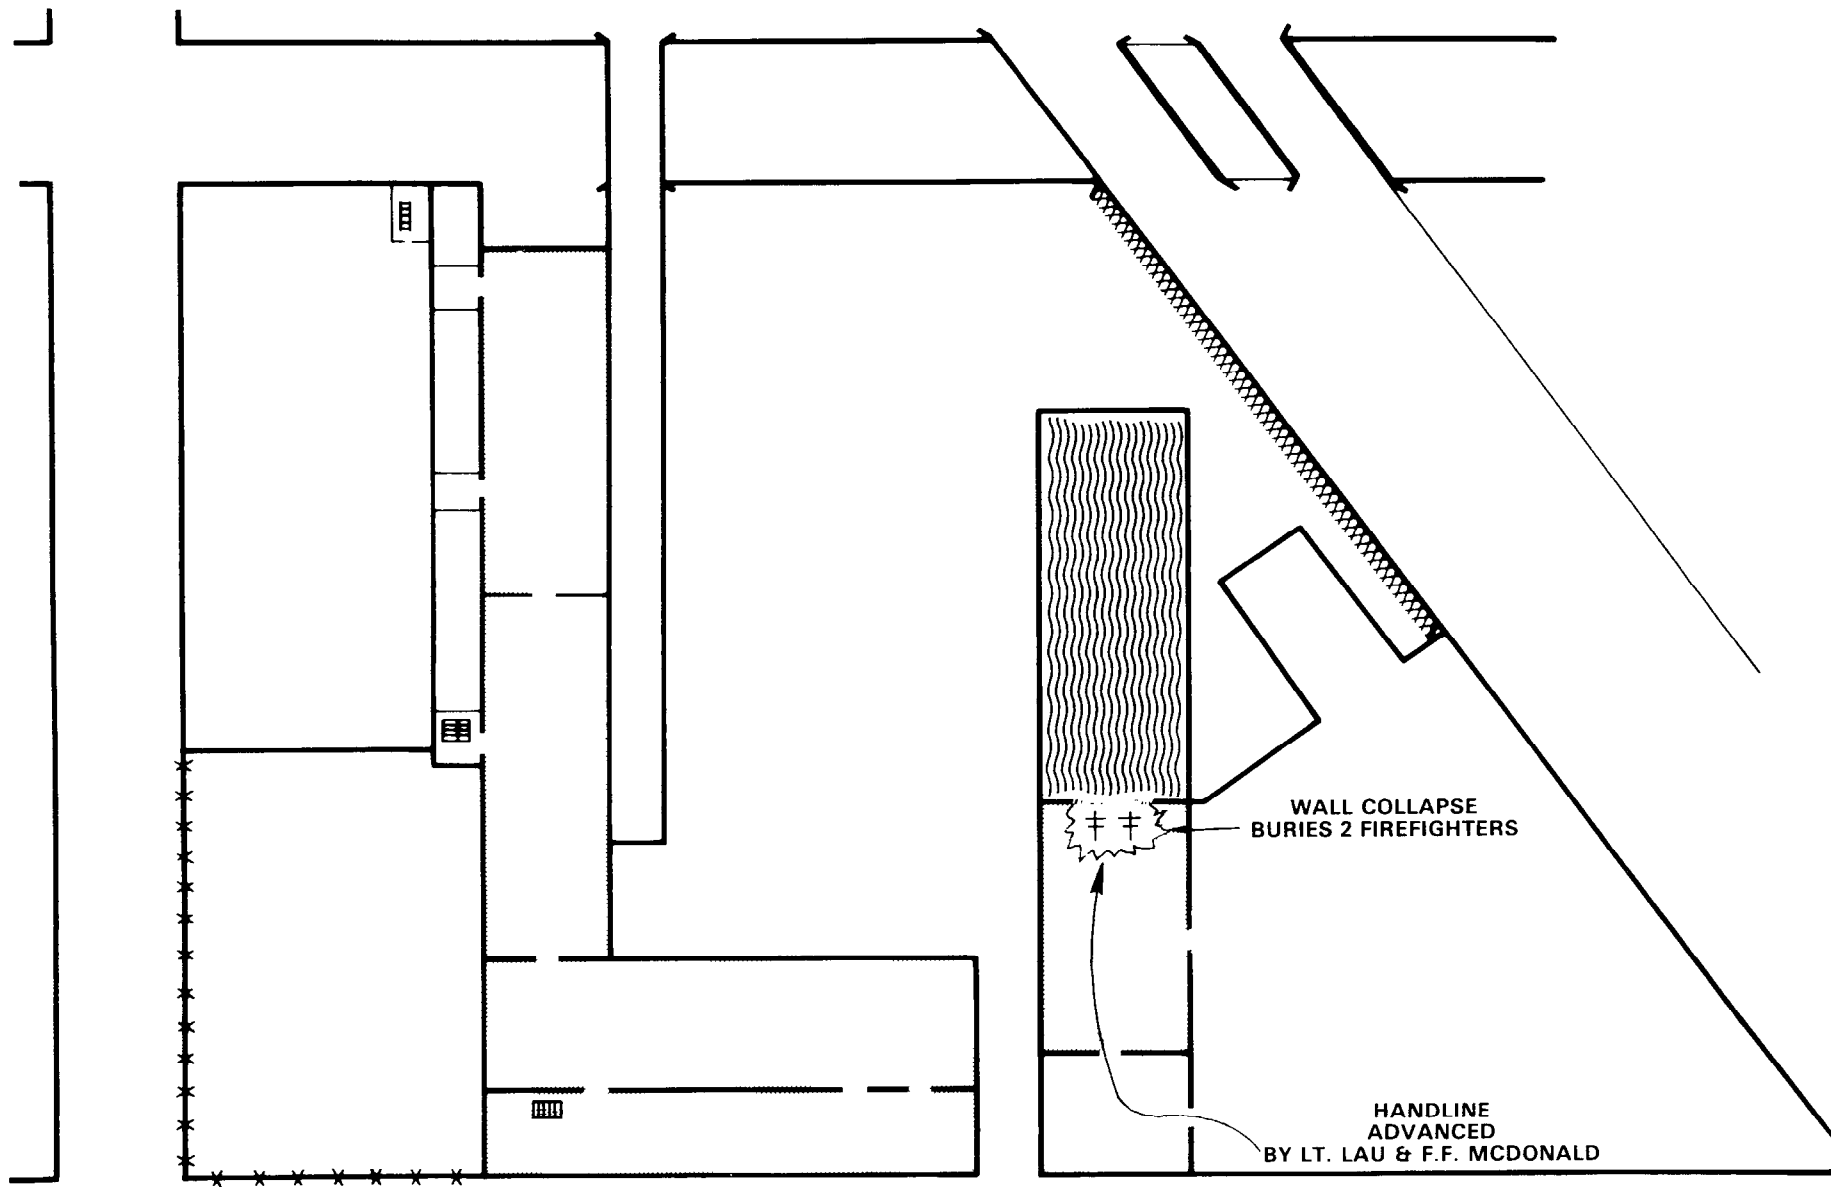 WALL COLLAPSE
BURIES 2 FIREFIGHTERS
HANDLINE
ADVANCED
BY LT. LAU & F.F. MCDONALD